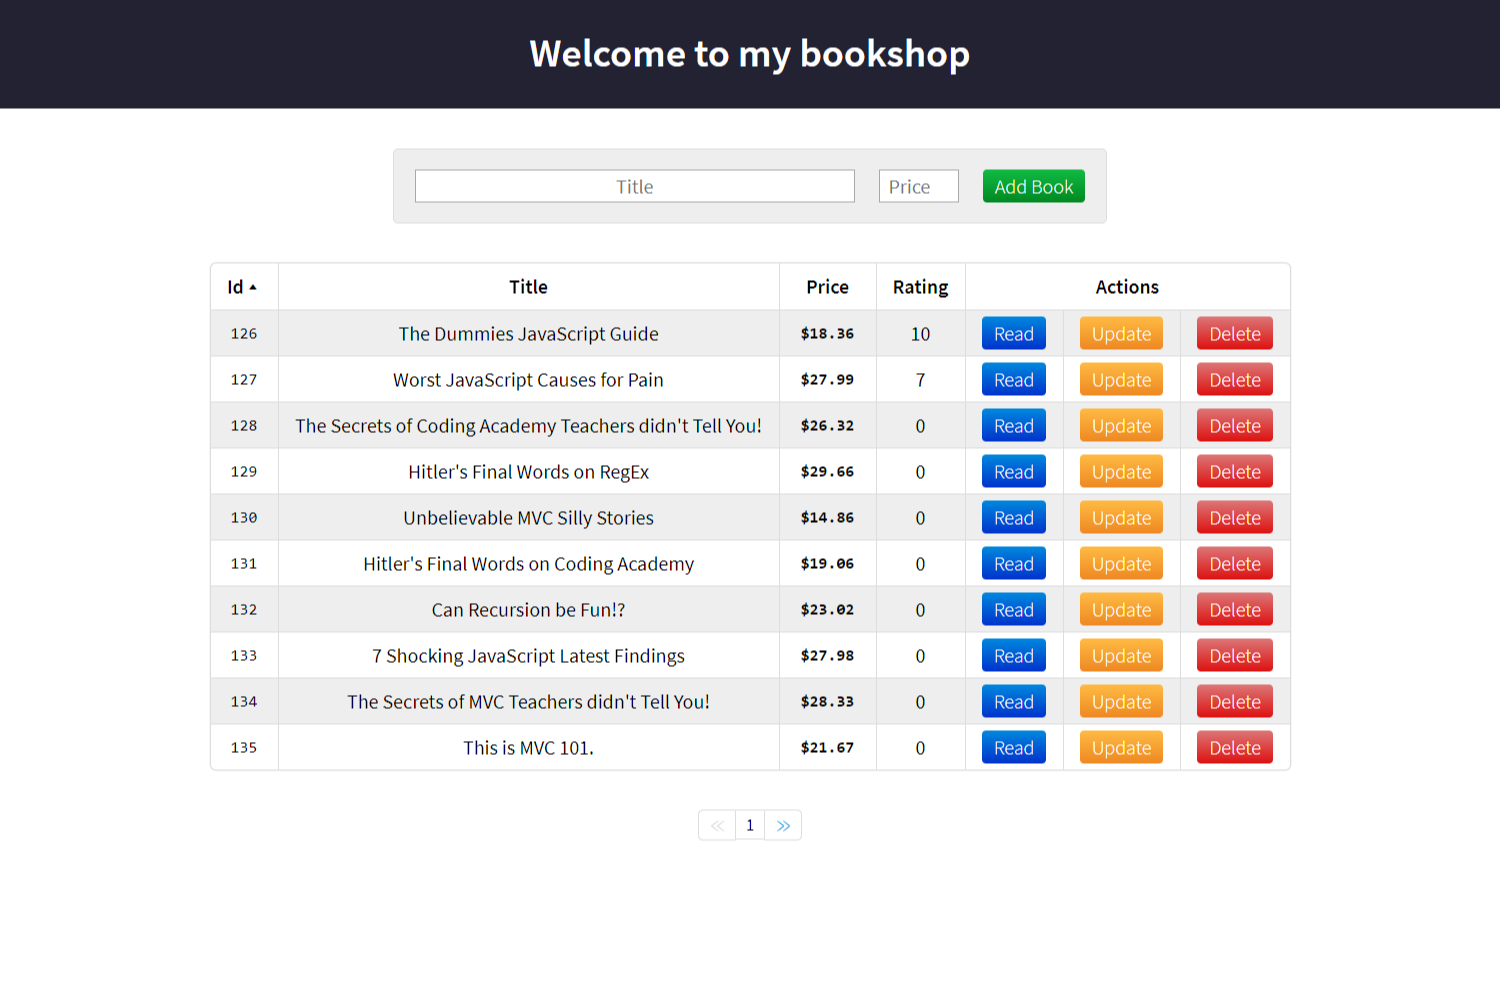 Welcome to my bookshop
Title Price Add Book
Id Title Price Rating Actions
126 The Dummies JavaScript Guide $18.36 10 Read Update Delete
127 Worst JavaScript Causes for Pain $27.99 7 Read Update Delete
128 The Secrets of Coding Academy Teachers didn't Tell You! $26.32 0 Read Update Delete
129 Hitler's Final Words on RegEx $29.66 0 Read Update Delete
130 Unbelievable MVC Silly Stories $14.86 0 Read Update Delete
131 Hitler's Final Words on Coding Academy $19.06 0 Read Update Delete
132 Can Recursion be Fun!? $23.02 0 Read Update Delete
133 7 Shocking JavaScript Latest Findings $27.98 0 Read Update Delete
134 The Secrets of MVC Teachers didn't Tell You! $28.33 0 Read Update Delete
135 This is MVC 101. $21.67 0 Read Update Delete
« 1 »